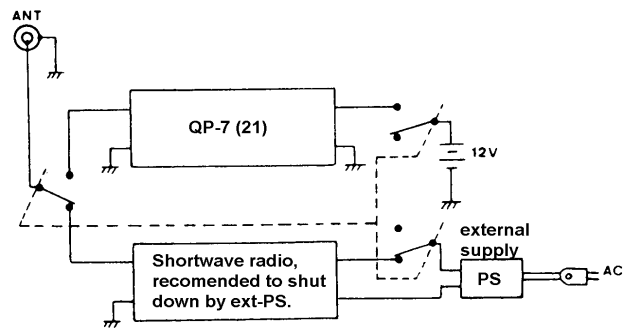 ANT
QP-7 (21)
12V
external
supply
Shortwave radio,
recomended to shut
down by ext-PS.
PS
AC